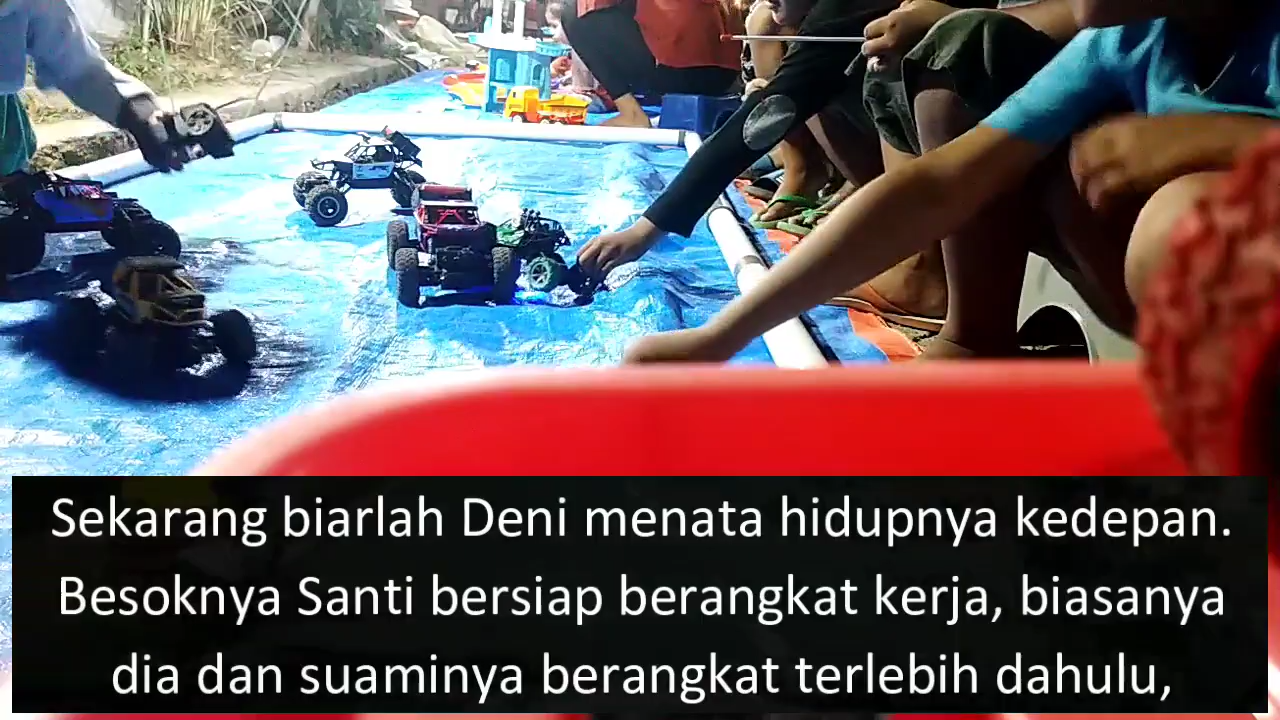 Sekarang biarlah Deni menata hidupnya kedepan.
Besoknya Santi bersiap berangkat kerja, biasanya
dia dan suaminya berangkat terlebih dahulu,